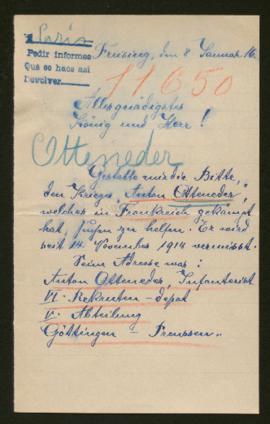 Paris
Pedir informes
Que se haca así
Devolver
Freising, den 8 Januar 16.
11650
Allergnädigster
König und Herr!
Otteneder
Gestatte mir die Bitte,
den Krieger „Anton Otteneder"
welcher in Frankreich gekämpft
hat, suchen zu helfen. Er wird
seit 14 November 1914 vermisst.
Seine Adresse war:
Anton Otteneder, Infanterist
VI. Rekruten-depot
V. Abteilung
Göttingen – Preussen